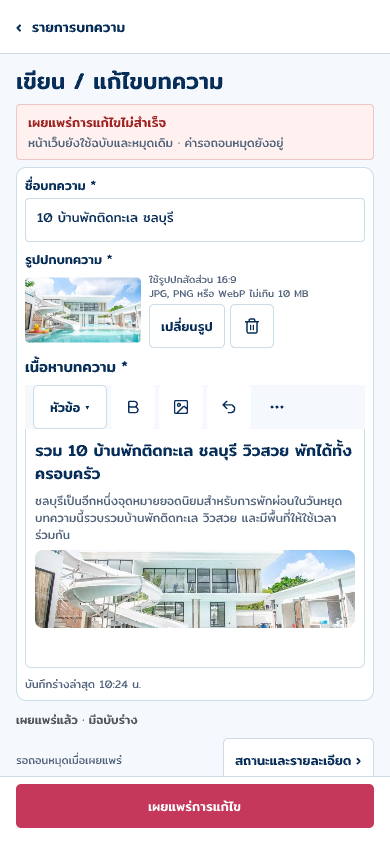 ‹ รายการบทความ
เขียน / แก้ไขบทความ
เผยแพร่การแก้ไขไม่สำเร็จ
หน้าเว็บยังใช้ฉบับและหมุดเดิม · ค่ารอถอนหมุดยังอยู่
ชื่อบทความ *
10 บ้านพักติดทะเล ชลบุรี
รูปปกบทความ *
ใช้รูปปกสัดส่วน 16:9
JPG, PNG หรือ WebP ไม่เกิน 10 MB
เปลี่ยนรูป
เนื้อหาบทความ *
หัวข้อ
B
รวม 10 บ้านพักติดทะเล ชลบุรี วิวสวย พักได้ทั้ง
ครอบครัว
ชลบุรีเป็นอีกหนึ่งจุดหมายยอดนิยมสำหรับการพักผ่อนในวันหยุด
บทความนี้รวบรวมบ้านพักติดทะเล วิวสวย และมีพื้นที่ให้ใช้เวลา
ร่วมกัน
บันทึกร่างล่าสุด 10:24 น.
เผยแพร่แล้ว · มีฉบับร่าง
รอถอนหมุดเมื่อเผยแพร่
สถานะและรายละเอียด ›
เผยแพร่การแก้ไข